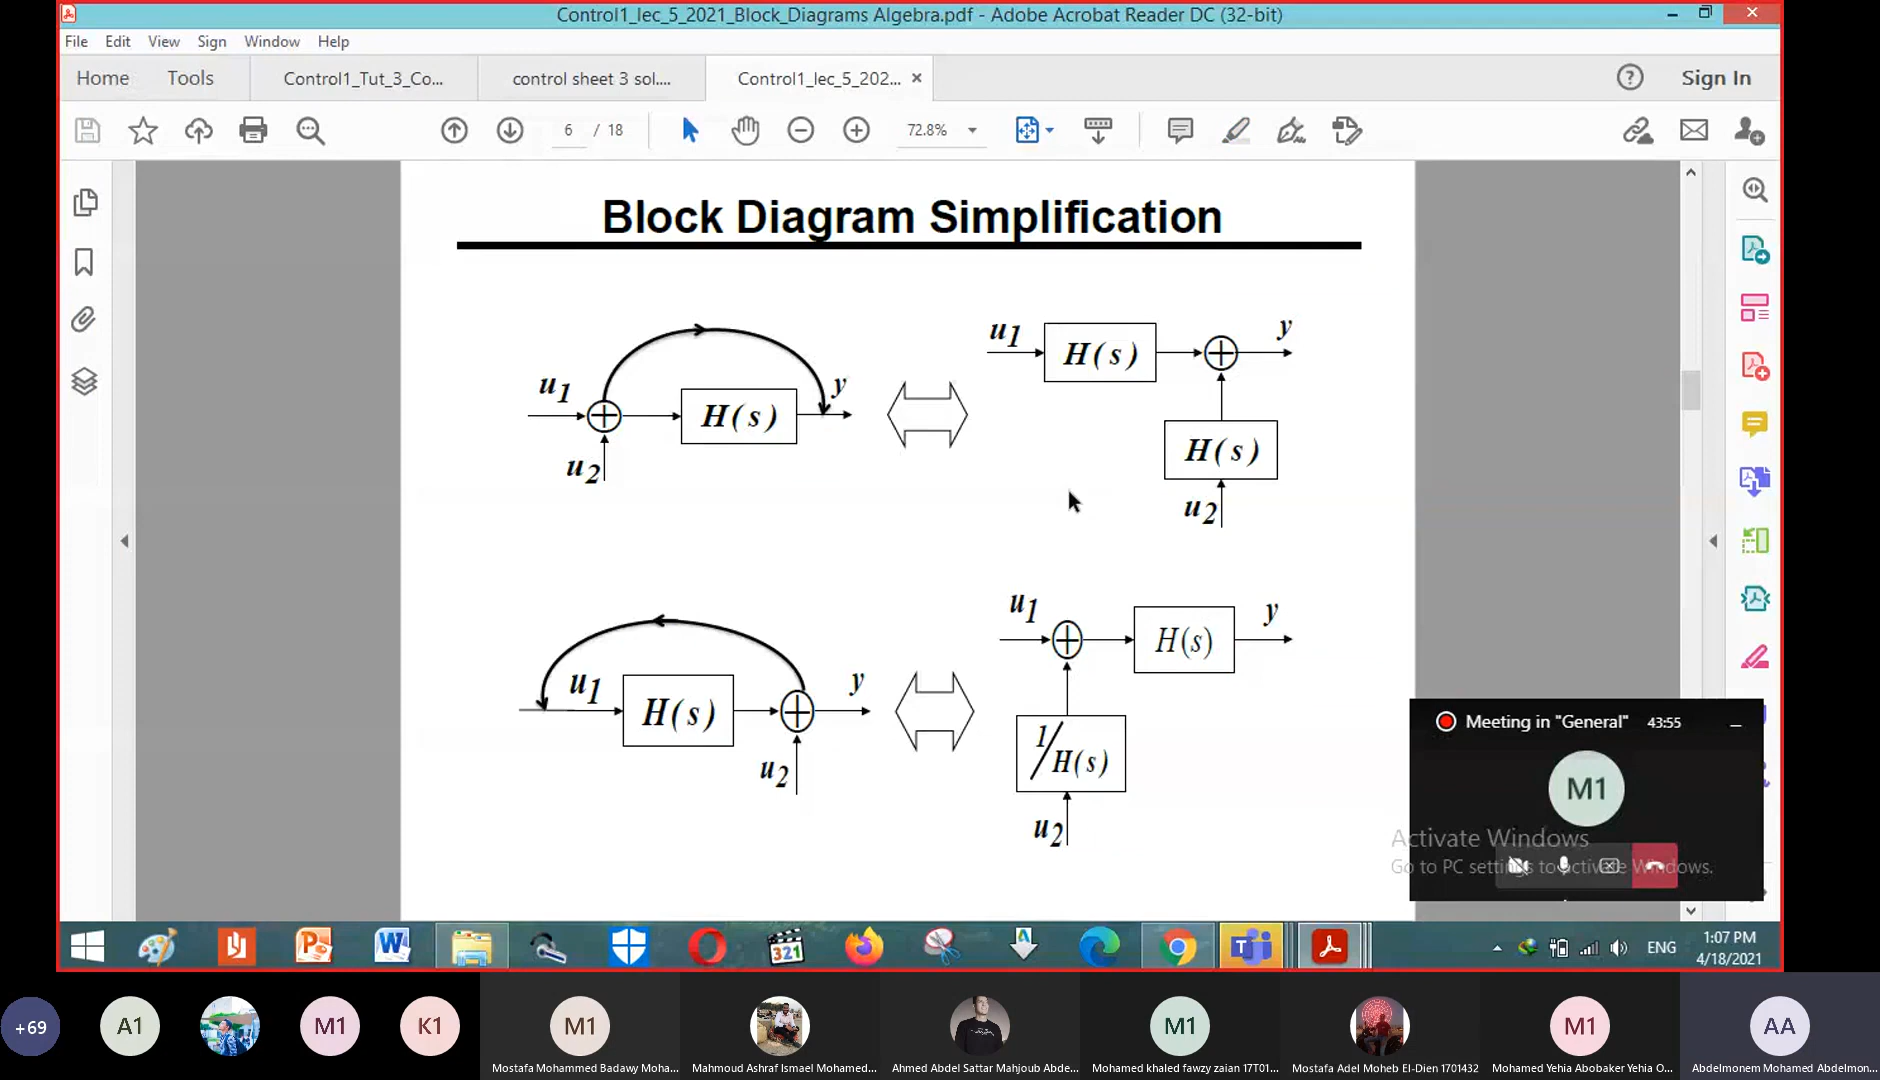 Control1_lec_5_2021_Block_Diagrams Algebra.pdf - Adobe Acrobat Reader DC (32-bit)
File Edit View Sign Window Help
Home Tools Control1_Tut_3_Co... control sheet 3 sol.... Control1_lec_5_202... × Sign In
6 / 18 72.8%
Block Diagram Simplification
u1 H(s) y
u2
u1 H(s) y
H(s)
u2
u1 H(s) y
u2
u1 H(s) y
1/H(s)
u2
Meeting in "General" 43:55
M1
Activate Windows
Go to PC settings to activate Windows.
321
ENG
1:07 PM
4/18/2021
+69 A1 M1 K1 M1 M1 M1 AA
Mostafa Mohammed Badawy Moha... Mahmoud Ashraf Ismael Mohamed... Ahmed Abdel Sattar Mahjoub Abde... Mohamed khaled fawzy zaian 17T01... Mostafa Adel Moheb El-Dien 1701432 Mohamed Yehia Abobaker Yehia O... Abdelmonem Mohamed Abdelmon...